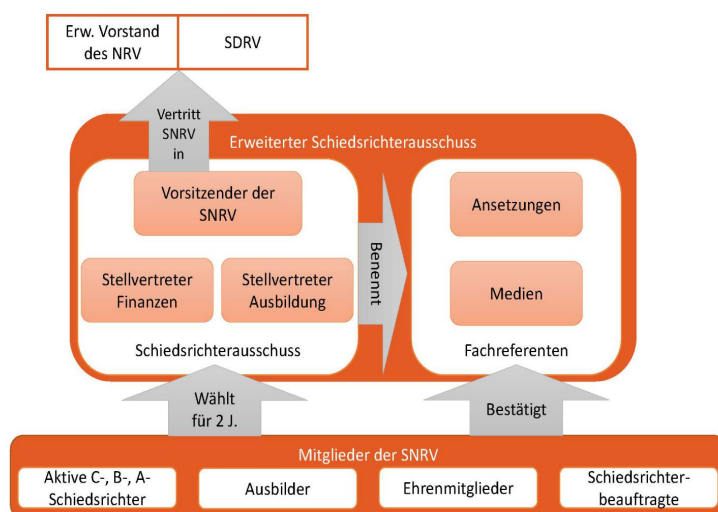 Erw. Vorstand
des NRV
SDRV
Vertritt
SNRV
in
Erweiterter Schiedsrichterausschuss
Vorsitzender der
SNRV
Stellvertreter
Finanzen
Stellvertreter
Ausbildung
Schiedsrichterausschuss
Benennt
Ansetzungen
Medien
Fachreferenten
Wählt
für 2 J.
Bestätigt
Mitglieder der SNRV
Aktive C-, B-, A-
Schiedsrichter
Ausbilder
Ehrenmitglieder
Schiedsrichter-
beauftragte